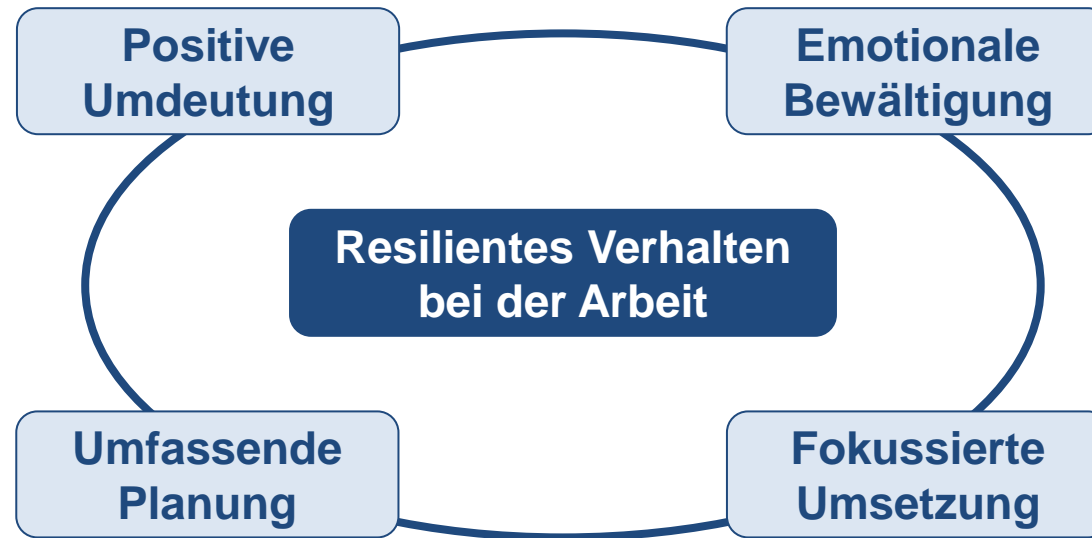 Positive
Umdeutung
Emotionale
Bewältigung
Resilientes Verhalten
bei der Arbeit
Umfassende
Planung
Fokussierte
Umsetzung